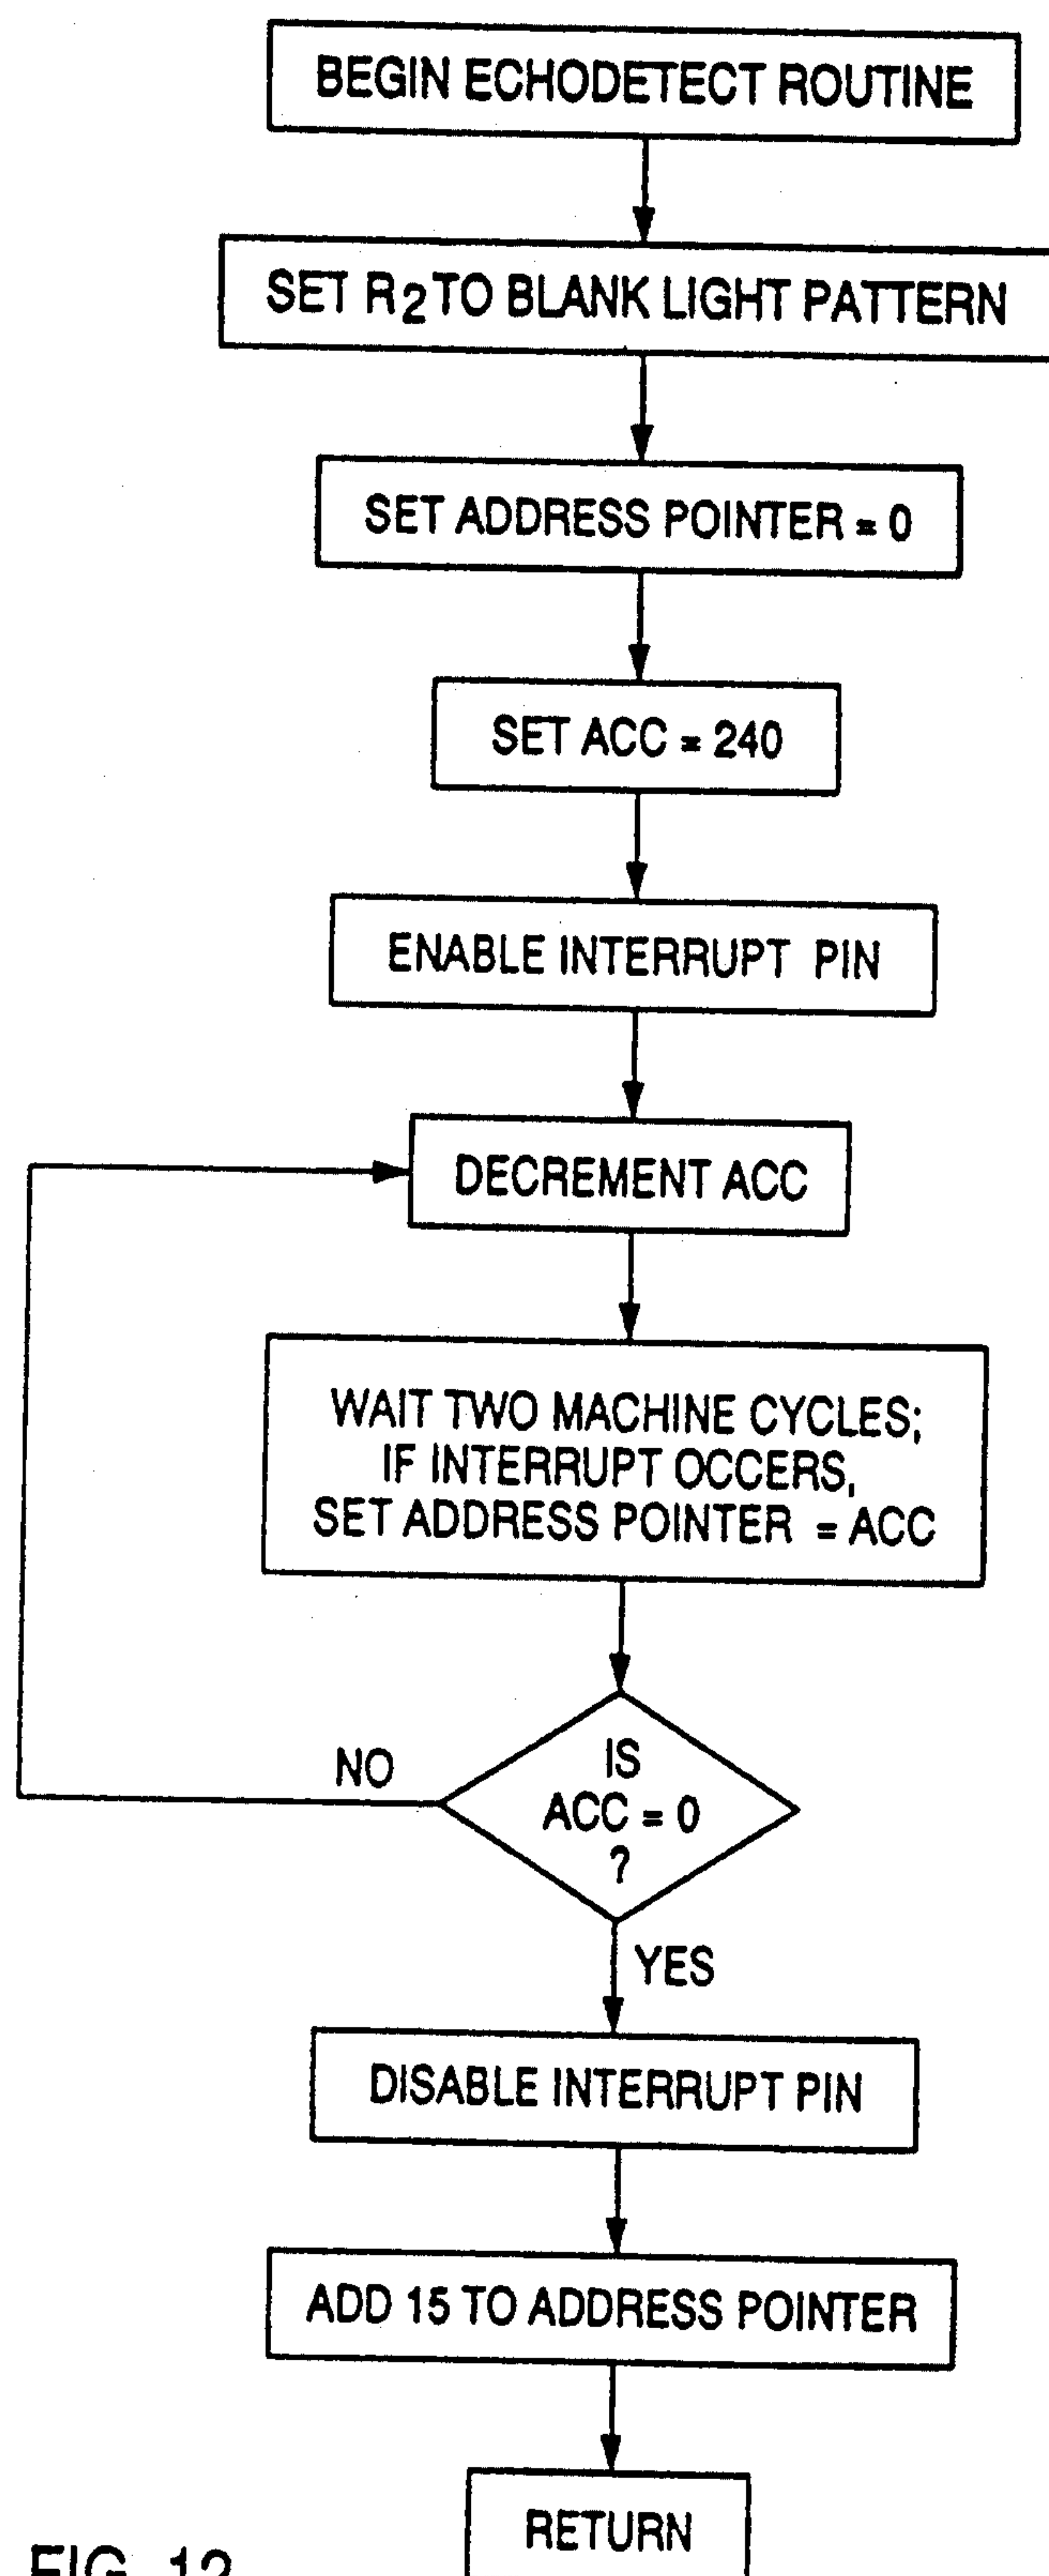 BEGIN ECHODETECT ROUTINE
SET R2 TO BLANK LIGHT PATTERN
SET ADDRESS POINTER = 0
SET ACC = 240
ENABLE INTERRUPT PIN
DECREMENT ACC
WAIT TWO MACHINE CYCLES;
IF INTERRUPT OCCERS,
SET ADDRESS POINTER = ACC
IS
ACC = 0
?
NO
YES
DISABLE INTERRUPT PIN
ADD 15 TO ADDRESS POINTER
RETURN
FIG. 12